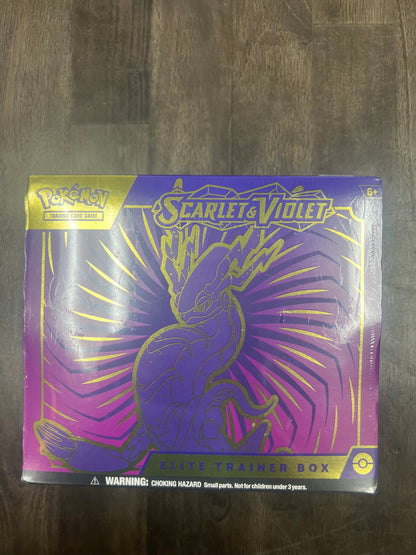 POKéMON
TRADING CARD GAME
SCARLET & VIOLET
6+
ELITE TRAINER BOX
WARNING: CHOKING HAZARD Small parts. Not for children under 3 years.